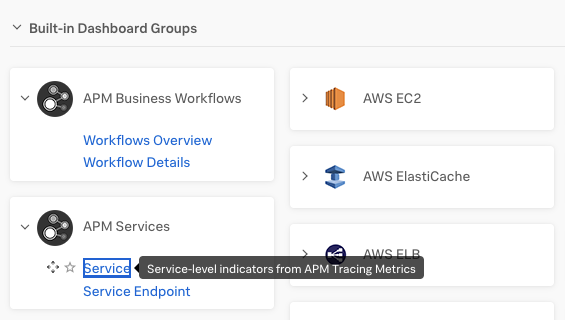 Built-in Dashboard Groups
APM Business Workflows
Workflows Overview
Workflow Details
APM Services
Service
Service-level indicators from APM Tracing Metrics
Service Endpoint
AWS EC2
AWS ElastiCache
AWS ELB